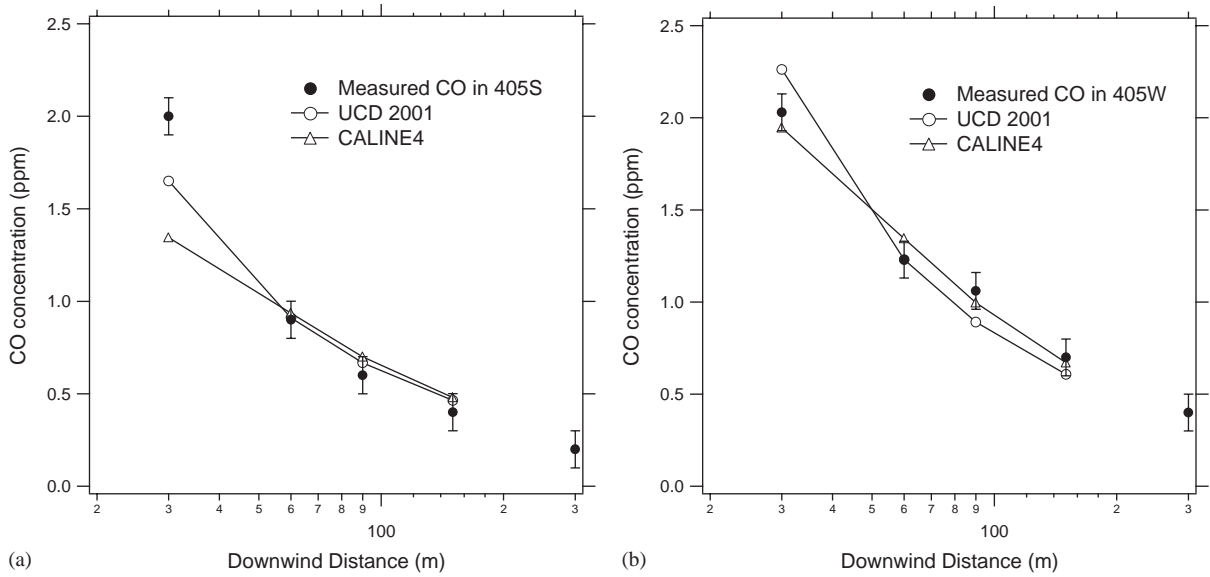 2.5
2.0
1.5
1.0
0.5
0.0
CO concentration (ppm)
Measured CO in 405S
UCD 2001
CALINE4
2 3 4 5 6 7 8 9 2 3
100
Downwind Distance (m)
(a)
2.5
2.0
1.5
1.0
0.5
0.0
CO concentration (ppm)
Measured CO in 405W
UCD 2001
CALINE4
2 3 4 5 6 7 8 9 2 3
100
Downwind Distance (m)
(b)